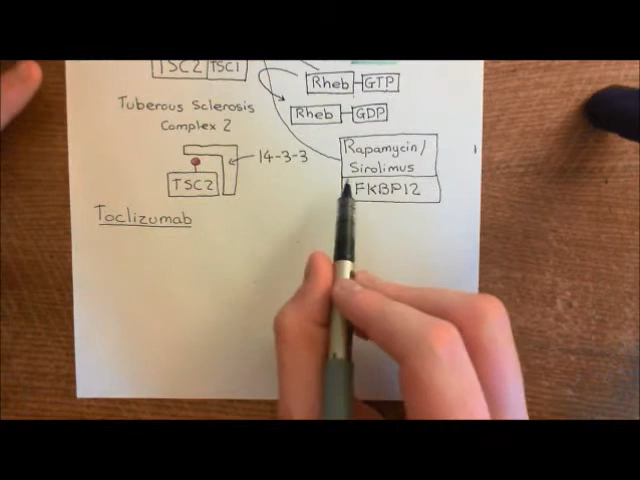 TSC2 TSC1
Rheb GTP
Tuberous Sclerosis
Complex 2
Rheb GDP
14-3-3
TSC2
Rapamycin/
Sirolimus
FKBP12
Toclizumab